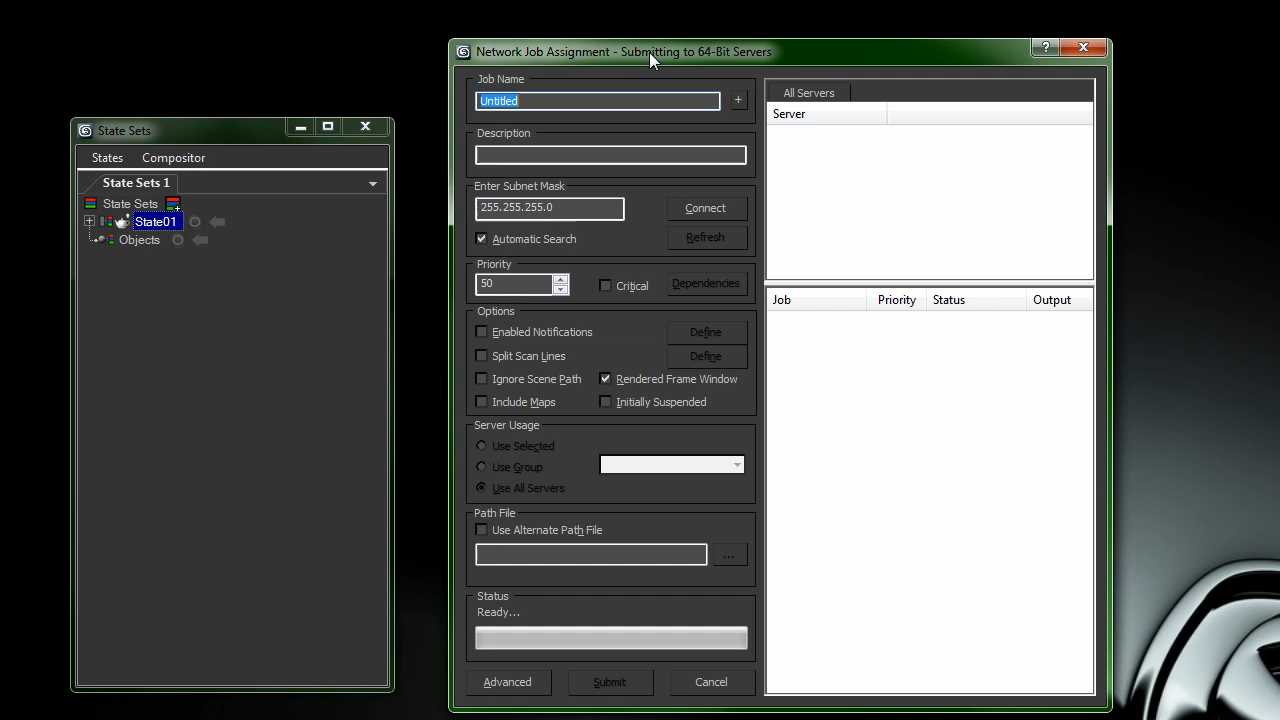 State Sets
States Compositor
State Sets 1
State Sets
State01
Objects
Network Job Assignment - Submitting to 64-Bit Servers
?
Job Name
Untitled
+
Description
Enter Subnet Mask
255.255.255.0
Connect
Automatic Search
Refresh
Priority
50
Critical
Dependencies
Options
Enabled Notifications
Define
Split Scan Lines
Define
Ignore Scene Path
Rendered Frame Window
Include Maps
Initially Suspended
Server Usage
Use Selected
Use Group
Use All Servers
Path File
Use Alternate Path File
...
Status
Ready...
Advanced
Submit
Cancel
All Servers
Server
Job Priority Status Output